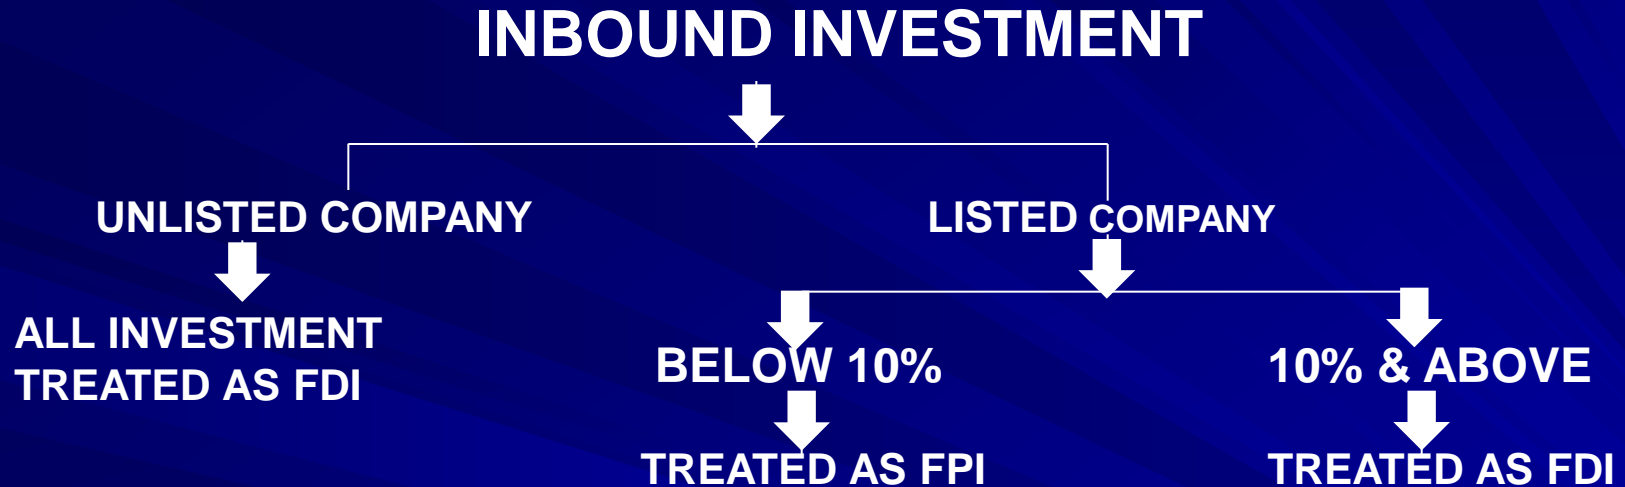 INBOUND INVESTMENT
UNLISTED COMPANY
LISTED COMPANY
ALL INVESTMENT
TREATED AS FDI
BELOW 10%
10% & ABOVE
TREATED AS FPI
TREATED AS FDI